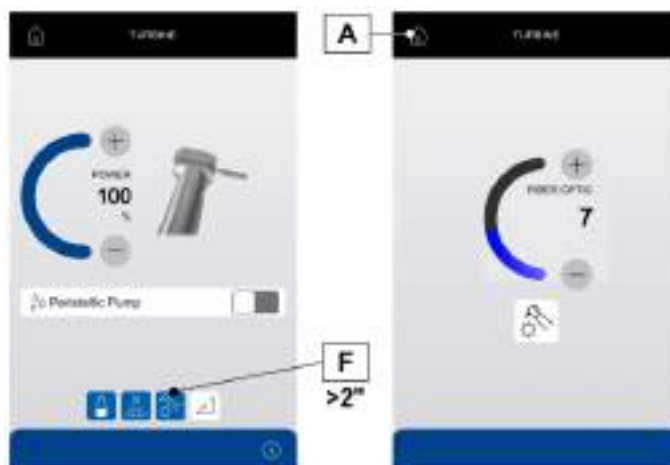 TURBINE
POWER
100
%
Peristaltic Pump
A
F
>2"
TURBINE
FIBER OPTIC
7